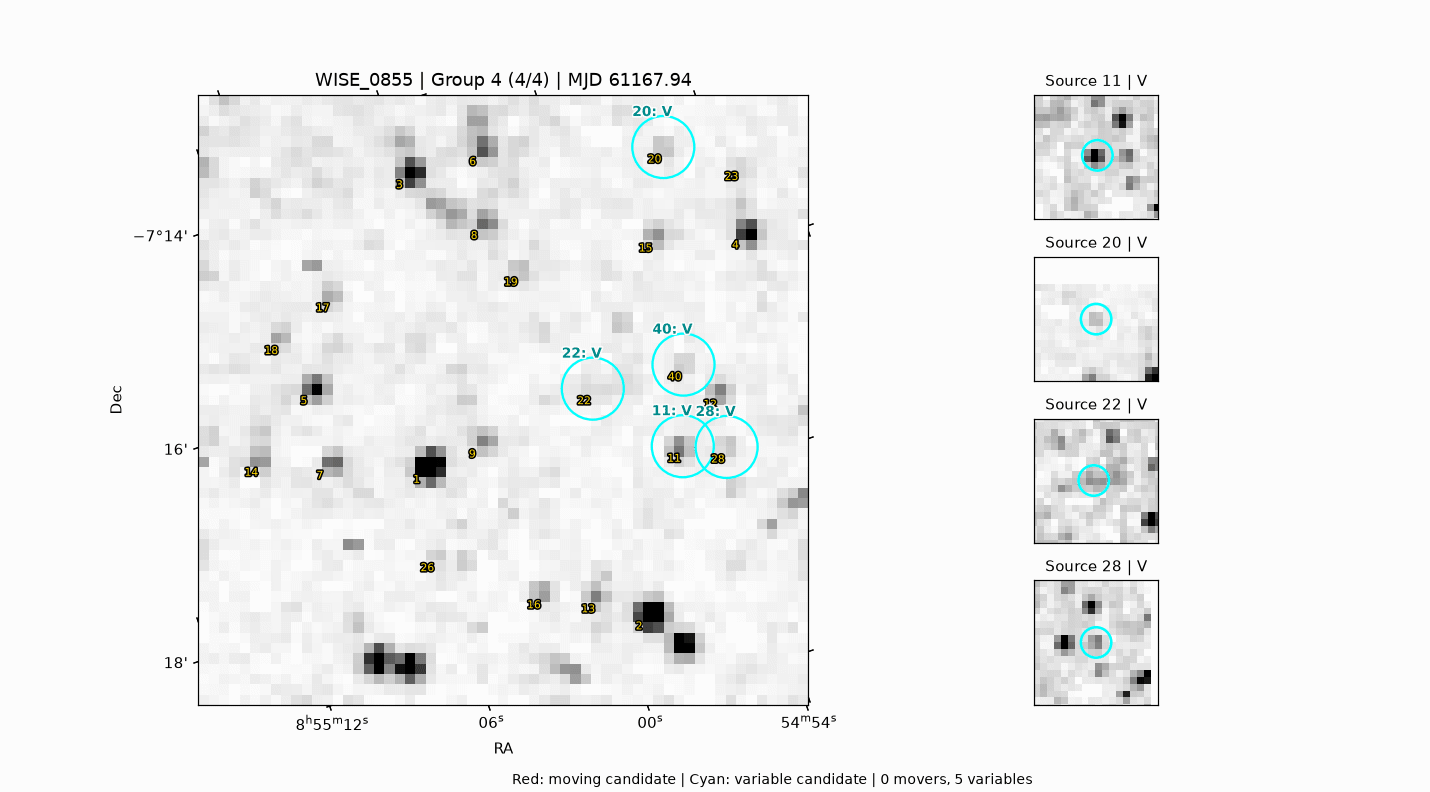 WISE_0855 | Group 4 (4/4) | MJD 61167.94
Source 11 | V
20: V
6
20
3
23
8
15
4
−7°14'
Source 20 | V
19
17
40: V
18
22: V
40
5
22
12
Dec
Source 22 | V
11: V
28: V
9
11
28
16'
14
7
1
Source 28 | V
26
16
13
2
18'
8h55m12s
06s
00s
54m54s
RA
Red: moving candidate | Cyan: variable candidate | 0 movers, 5 variables